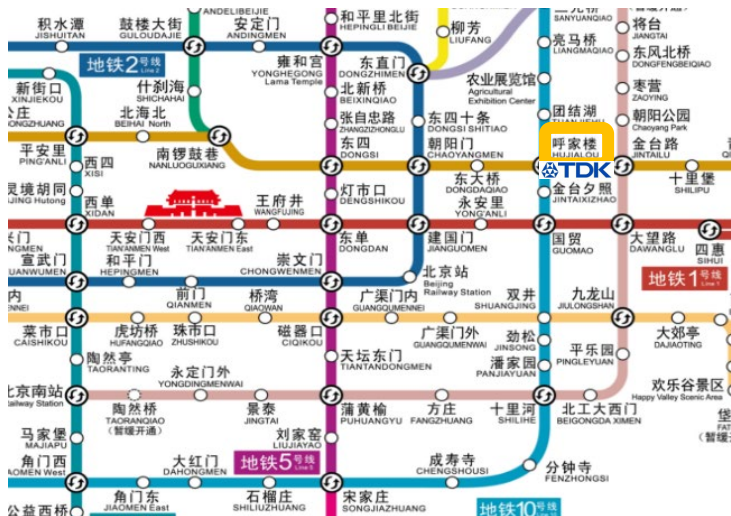 ANDELIBEIJIE
和平里北街
HEPINGLI BEIJIE
柳芳
LIUFANG
SANYUANQIAO
将台
JIANGTAI
积水潭
JISHUITAN
鼓楼大街
GULOUDAJIE
安定门
ANDINGMEN
亮马桥
LIANGMAQIAO
东风北桥
DONGFENGBEIQIAO
地铁2号线
Line 2
雍和宫
YONGHEGONG
Lama Temple
东直门
DONGZHIMEN
农业展览馆
Agricultural
Exhibition Center
枣营
ZAOYING
新街口
XINJIEKOU
什刹海
SHICHAHAI
北新桥
BEIXINQIAO
团结湖
TUANJIEHU
朝阳公园
Chaoyang Park
北海北
BEIHAI North
张自忠路
ZHANGZIZHONGLU
东四十条
DONGSI SHITIAO
平安里
PING'ANLI
南锣鼓巷
NANLUOGUXIANG
东四
DONGSI
朝阳门
CHAOYANGMEN
呼家楼
HUJIALOU
金台路
JINTAILU
西四
XISI
TDK
十里堡
SHILIPU
灵境胡同
JING Hutong
灯市口
DENGSHIKOU
东大桥
DONGDAQIAO
金台夕照
JINTAIXIZHAO
西单
XIDAN
王府井
WANGFUJING
永安里
YONG'ANLI
天安门西
TIAN'ANMEN West
天安门东
TIAN'ANMEN East
东单
DONGDAN
建国门
JIANGUOMEN
国贸
GUOMAO
大望路
DAWANGLU
四惠
SIHUI
宣武门
XUANWUMEN
和平门
HEPINGMEN
崇文门
CHONGWENMEN
北京站
Beijing
Railway Station
地铁1号线
Line 1
前门
QIANMEN
桥湾
QIAOWAN
广渠门内
GUANGQUMENNEI
双井
SHUANGJING
九龙山
JIULONGSHAN
菜市口
CAISHIKOU
虎坊桥
HUFANGQIAO
珠市口
ZHUSHIKOU
磁器口
CIQIKOU
广渠门外
GUANGQUMENWAI
劲松
JINSONG
大郊亭
DAJIAOTING
陶然亭
TAORANTING
天坛东门
TIANTANDONGMEN
潘家园
PANJIAYUAN
平乐园
PINGLEYUAN
永定门外
YONGDINGMENWAI
欢乐谷景区
Happy Valley Scenic Area
北京南站
Railway Station
陶然桥
TAORANQIAO
(暂缓开通)
景泰
JINGTAI
蒲黄榆
PUHUANGYU
方庄
FANGZHUANG
十里河
SHILIHE
北工大西门
BEIGONGDA XIMEN
马家堡
MAJIAPU
刘家窑
LIUJIAYAO
地铁5号线
Line 5
角门西
JIAOMEN West
大红门
DAHONGMEN
成寿寺
CHENGSHOUSI
分钟寺
FENZHONGSI
角门东
JIAOMEN East
石榴庄
SHILIUZHUANG
宋家庄
SONGJIAZHUANG
地铁10号线
公益西桥